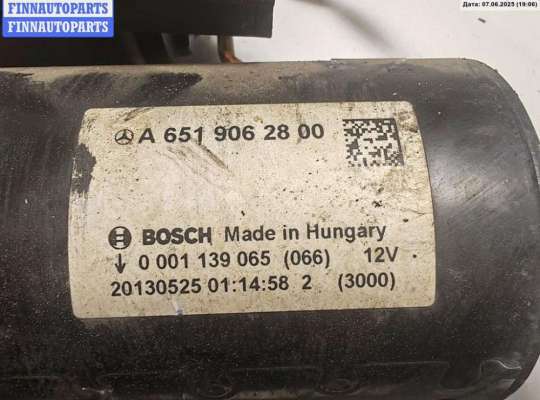 FINNAUTOPARTS
FINNAUTOPARTS
Дата: 07.06.2025 (19:06)
A 651 906 28 00
BOSCH Made in Hungary
0 001 139 065 (066) 12V
20130525 01:14:58 2 (3000)